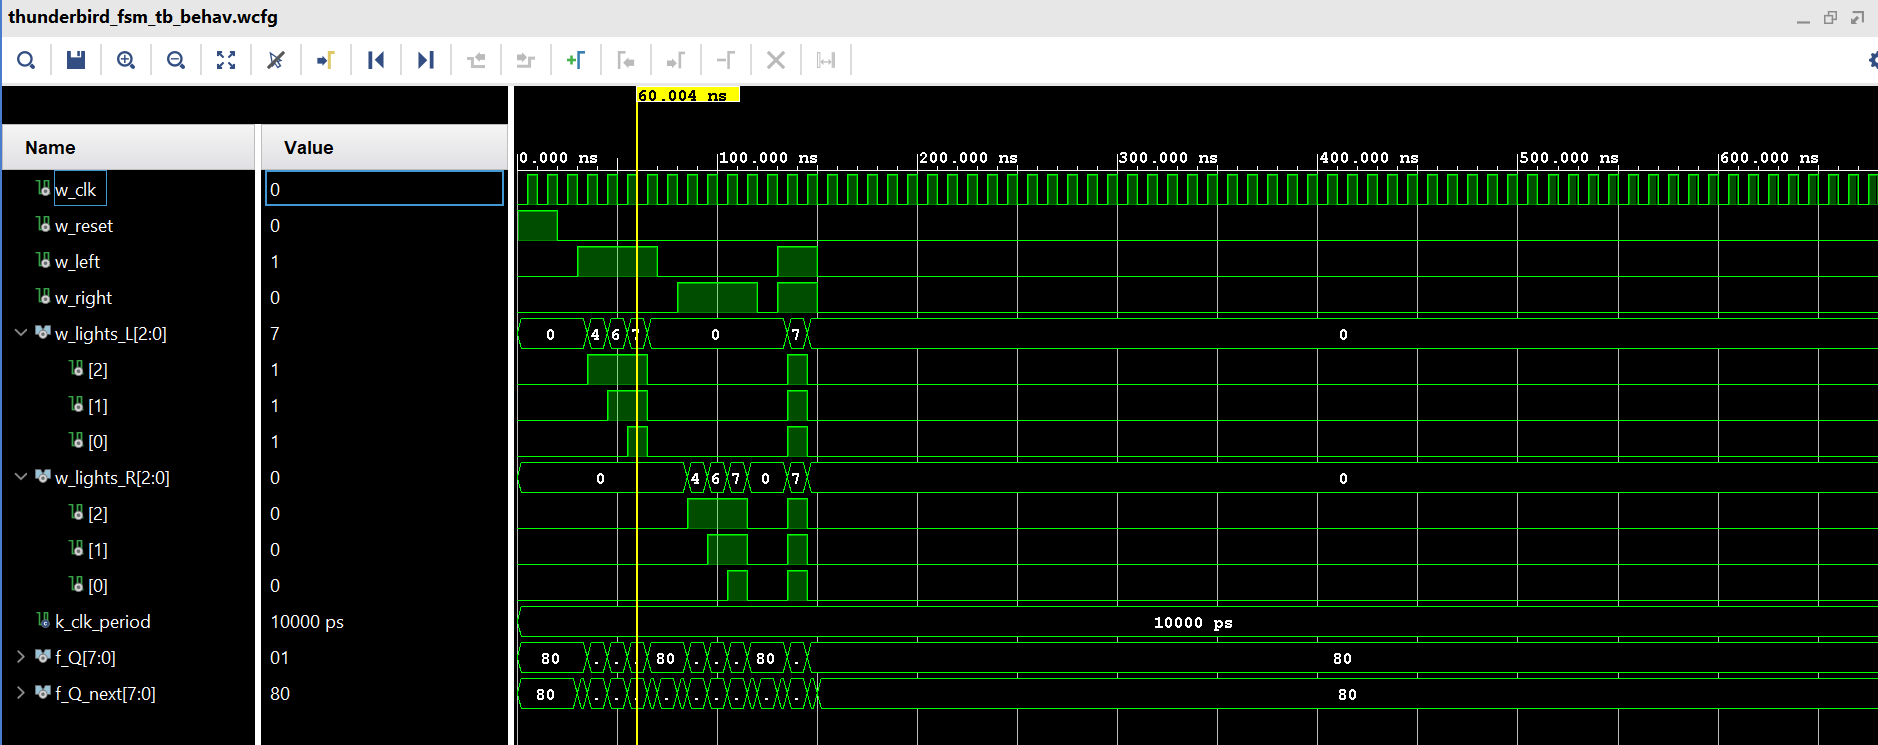 thunderbird_fsm_tb_behav.wcfg
60.004 ns
Name Value
0.000 ns 100.000 ns 200.000 ns 300.000 ns 400.000 ns 500.000 ns 600.000 ns
w_clk 0
w_reset 0
w_left 1
w_right 0
w_lights_L[2:0] 7 0 4 6 7 0 7 0
[2] 1
[1] 1
[0] 1
w_lights_R[2:0] 0 0 4 6 7 0 7 0
[2] 0
[1] 0
[0] 0
k_clk_period 10000 ps 10000 ps
f_Q[7:0] 01 80 . . . 80 . . . 80 . 80
f_Q_next[7:0] 80 80 . . . . . . . . . 80